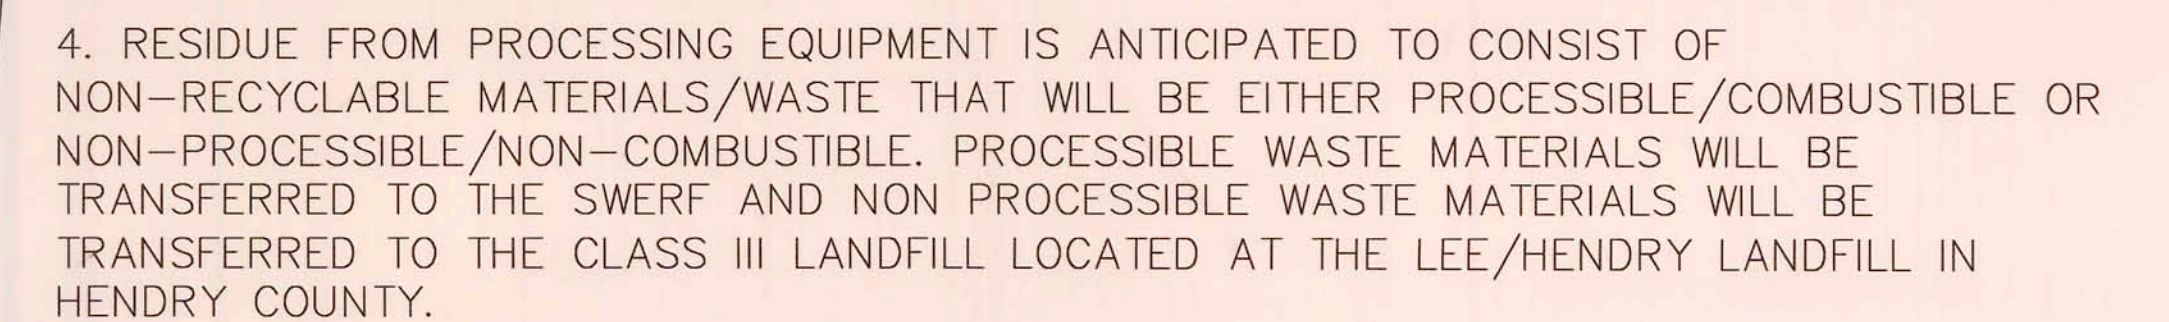 4. RESIDUE FROM PROCESSING EQUIPMENT IS ANTICIPATED TO CONSIST OF
NON-RECYCLABLE MATERIALS/WASTE THAT WILL BE EITHER PROCESSIBLE/COMBUSTIBLE OR
NON-PROCESSIBLE/NON-COMBUSTIBLE. PROCESSIBLE WASTE MATERIALS WILL BE
TRANSFERRED TO THE SWERF AND NON PROCESSIBLE WASTE MATERIALS WILL BE
TRANSFERRED TO THE CLASS III LANDFILL LOCATED AT THE LEE/HENDRY LANDFILL IN
HENDRY COUNTY.